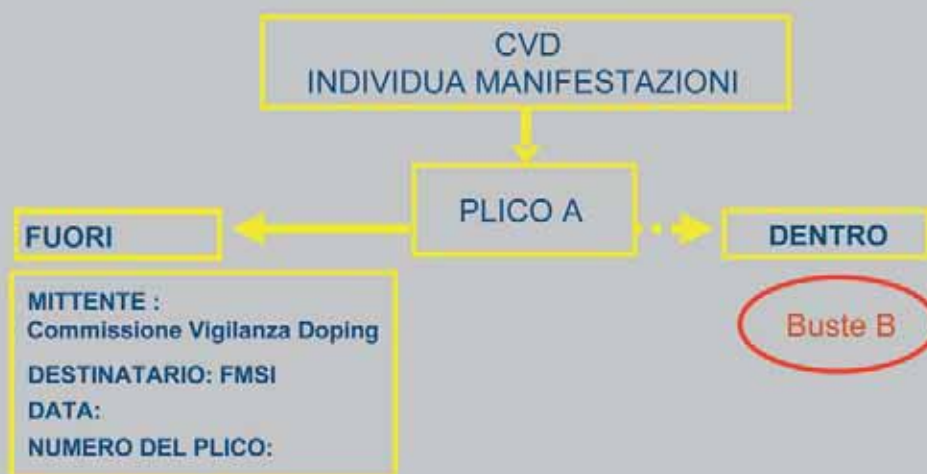 CVD
INDIVIDUA MANIFESTAZIONI
PLICO A
FUORI
DENTRO
MITTENTE :
Commissione Vigilanza Doping
DESTINATARIO: FMSI
DATA:
NUMERO DEL PLICO:
Buste B